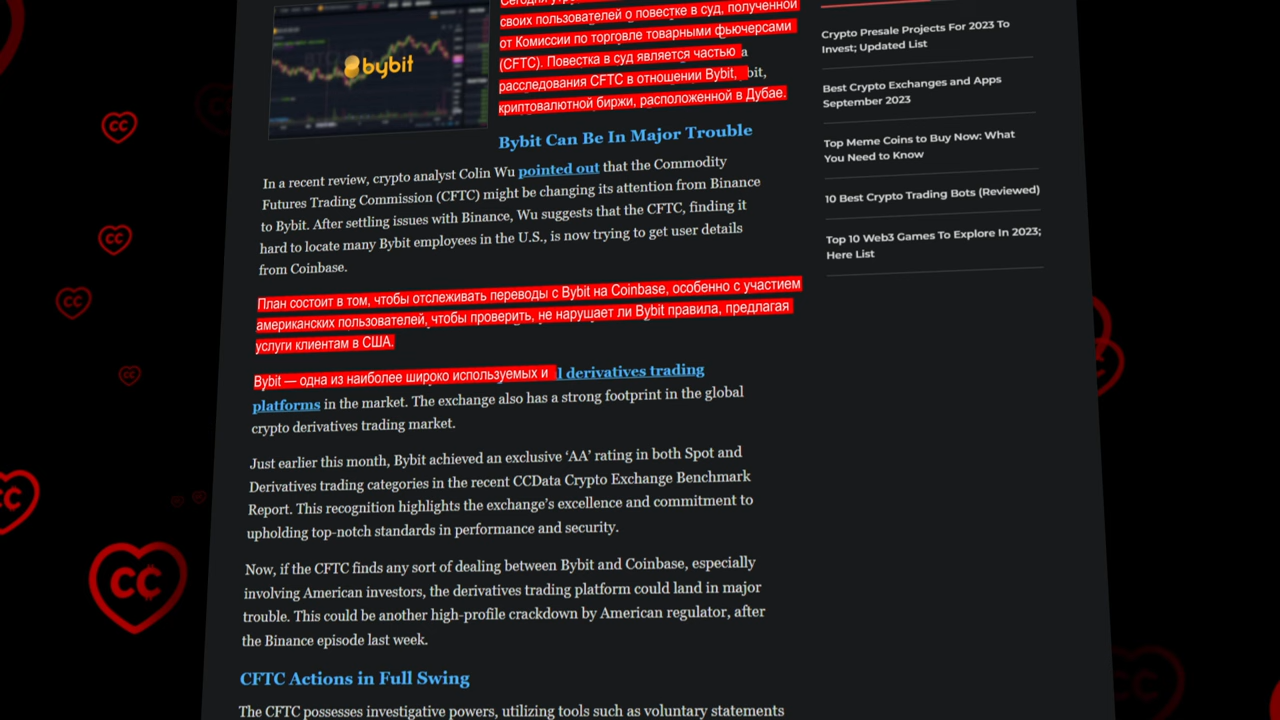 bybit
своих пользователей о повестке в суд, полученной
от Комиссии по торговле товарными фьючерсами
(CFTC). Повестка в суд является частью a
расследования CFTC в отношении Bybit, bit,
криптовалютной биржи, расположенной в Дубае.
Bybit Can Be In Major Trouble
In a recent review, crypto analyst Colin Wu pointed out that the Commodity
Futures Trading Commission (CFTC) might be changing its attention from Binance
to Bybit. After settling issues with Binance, Wu suggests that the CFTC, finding it
hard to locate many Bybit employees in the U.S., is now trying to get user details
from Coinbase.
План состоит в том, чтобы отслеживать переводы с Bybit на Coinbase, особенно с участием
американских пользователей, чтобы проверить, не нарушает ли Bybit правила, предлагая
услуги клиентам в США.
Bybit — одна из наиболее широко используемых и l derivatives trading
platforms in the market. The exchange also has a strong footprint in the global
crypto derivatives trading market.
Just earlier this month, Bybit achieved an exclusive ‘AA’ rating in both Spot and
Derivatives trading categories in the recent CCData Crypto Exchange Benchmark
Report. This recognition highlights the exchange’s excellence and commitment to
upholding top-notch standards in performance and security.
Now, if the CFTC finds any sort of dealing between Bybit and Coinbase, especially
involving American investors, the derivatives trading platform could land in major
trouble. This could be another high-profile crackdown by American regulator, after
the Binance episode last week.
CFTC Actions in Full Swing
The CFTC possesses investigative powers, utilizing tools such as voluntary statements
Crypto Presale Projects For 2023 To
Invest; Updated List
Best Crypto Exchanges and Apps
September 2023
Top Meme Coins to Buy Now: What
You Need to Know
10 Best Crypto Trading Bots (Reviewed)
Top 10 Web3 Games To Explore In 2023;
Here List